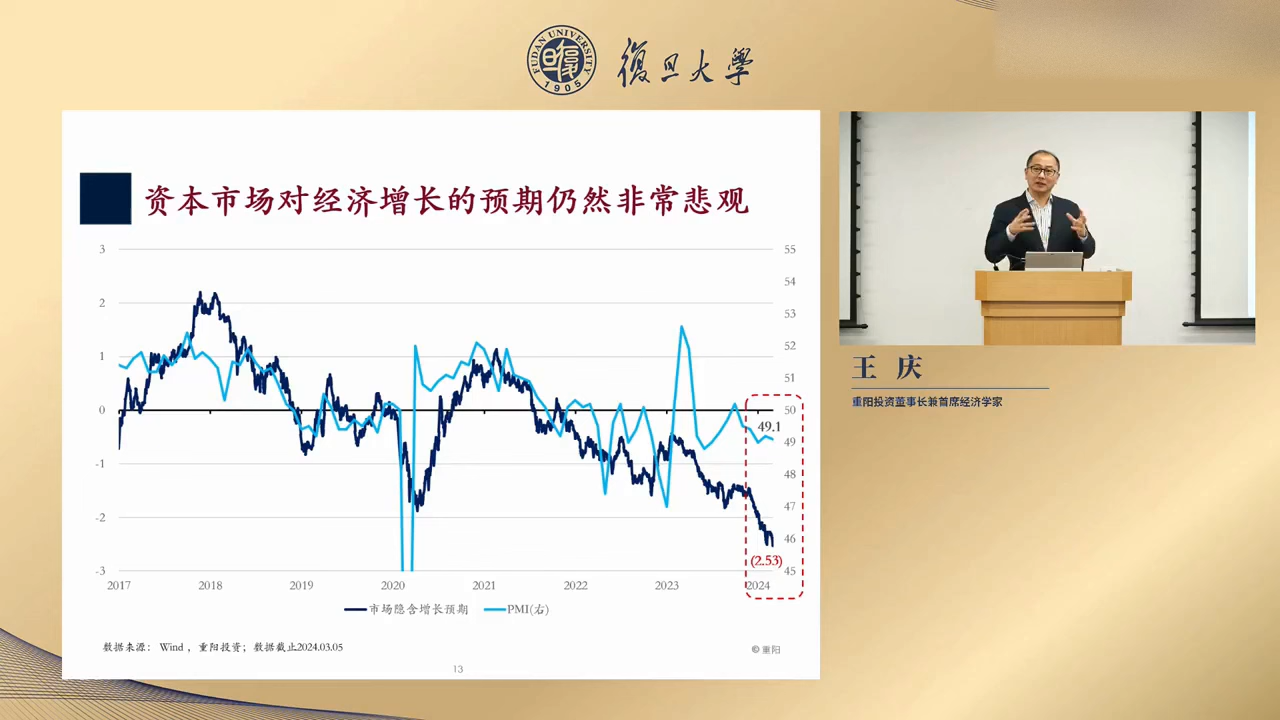 FUDAN UNIVERSITY
1905
復旦大學
资本市场对经济增长的预期仍然非常悲观
3
2
1
0
-1
-2
-3
55
54
53
52
51
50
49
48
47
46
45
49.1
(2.53)
2017 2018 2019 2020 2021 2022 2023 2024
市场隐含增长预期 PMI(右)
数据来源： Wind ，重阳投资；数据截止2024.03.05
© 重阳
13
王 庆
重阳投资董事长兼首席经济学家